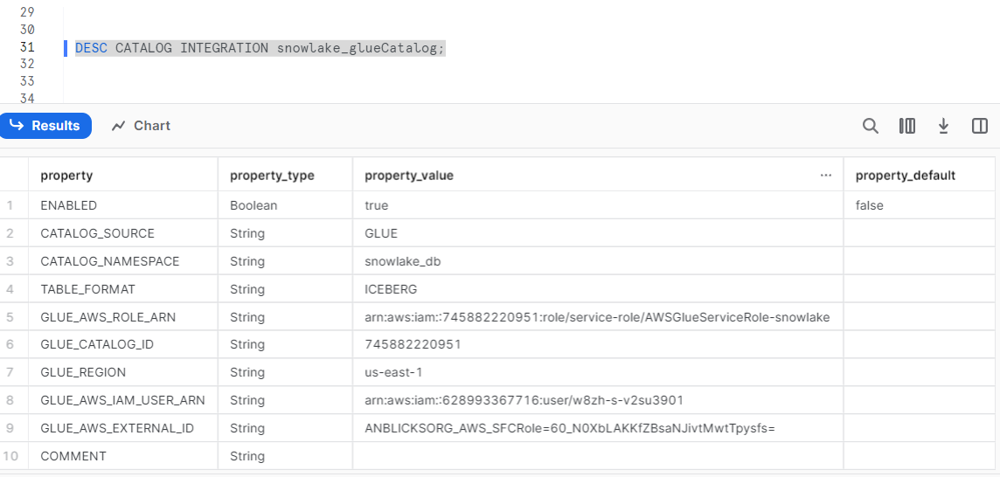 29
30
31 DESC CATALOG INTEGRATION snowlake_glueCatalog;
32
33
34
Results Chart
property property_type property_value ... property_default
1 ENABLED Boolean true false
2 CATALOG_SOURCE String GLUE
3 CATALOG_NAMESPACE String snowlake_db
4 TABLE_FORMAT String ICEBERG
5 GLUE_AWS_ROLE_ARN String arn:aws:iam::745882220951:role/service-role/AWSGlueServiceRole-snowlake
6 GLUE_CATALOG_ID String 745882220951
7 GLUE_REGION String us-east-1
8 GLUE_AWS_IAM_USER_ARN String arn:aws:iam::628993367716:user/w8zh-s-v2su3901
9 GLUE_AWS_EXTERNAL_ID String ANBLICKSORG_AWS_SFCRole=60_N0XbLAKKfZBsaNJivtMwtTpysfs=
10 COMMENT String